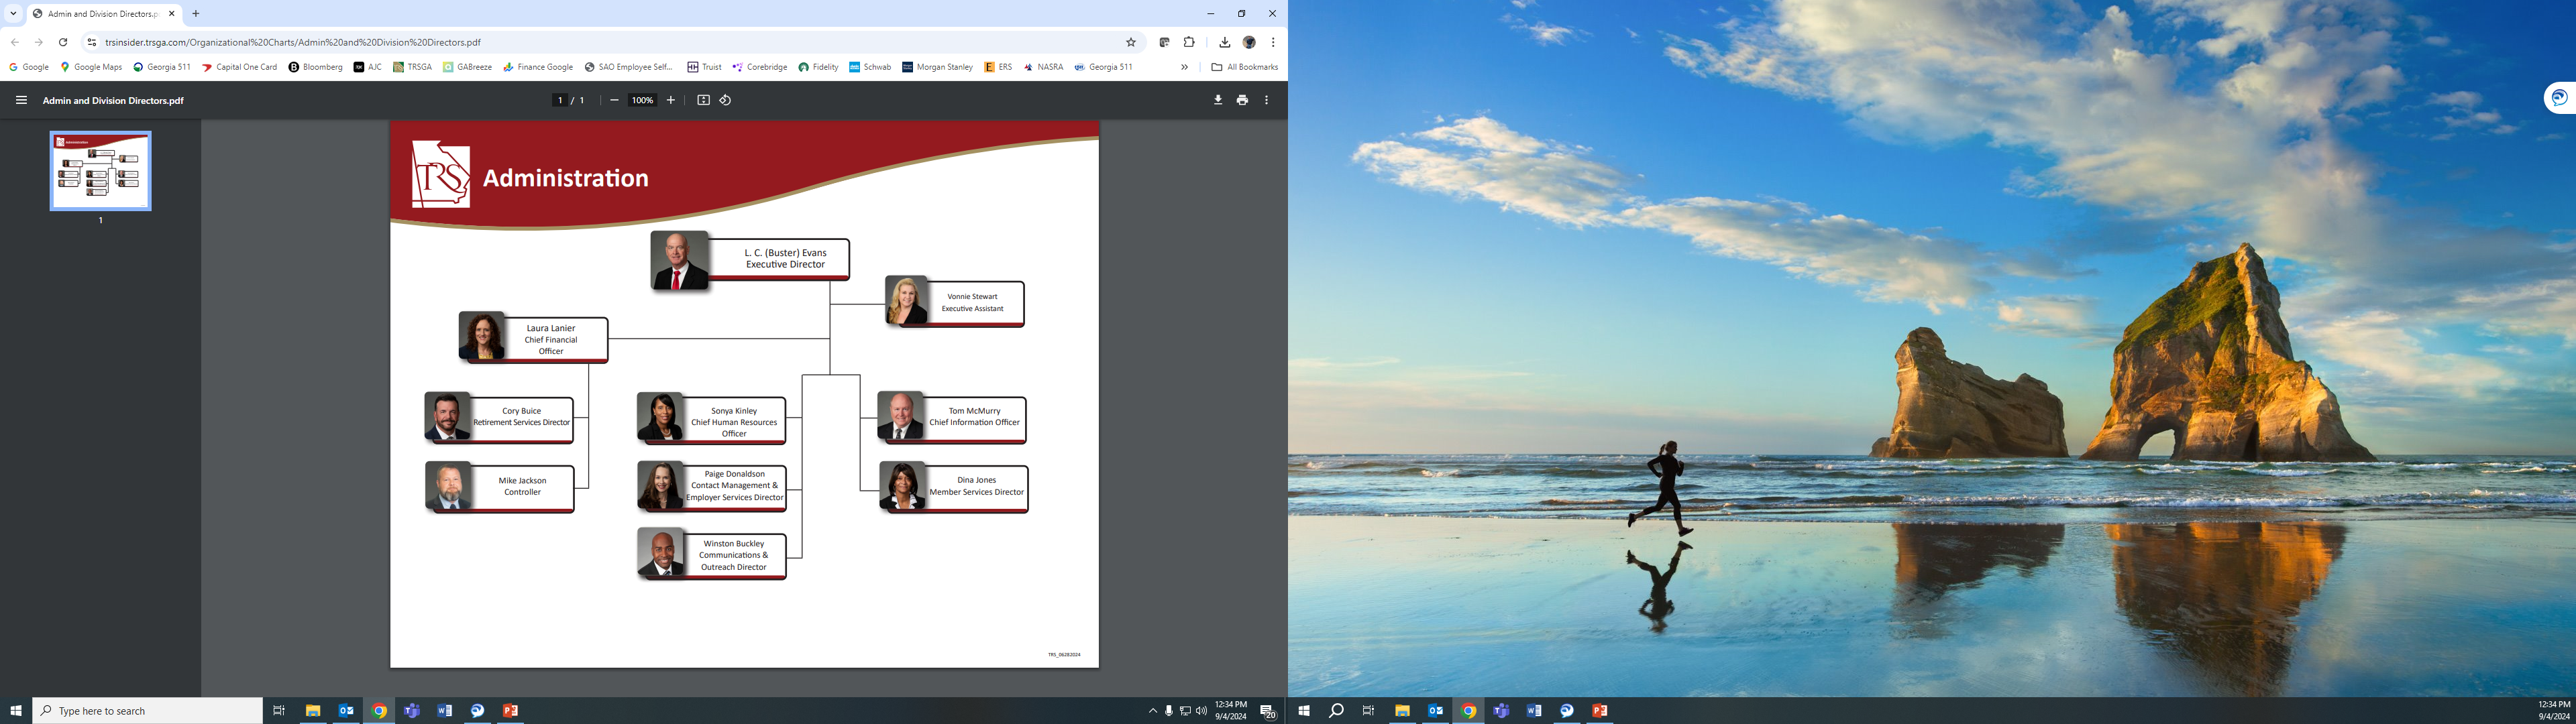 Admin and Division Directors.p
trsinsider.trsga.com/Organizational%20Charts/Admin%20and%20Division%20Directors.pdf
Google Google Maps Georgia 511 Capital One Card Bloomberg AJC TRSGA GABreeze Finance Google SAO Employee Self... Truist Corebridge Fidelity Schwab Morgan Stanley ERS NASRA Georgia 511 » All Bookmarks
Admin and Division Directors.pdf 1 / 1 100%
1
TRS Administration
L. C. (Buster) Evans
Executive Director
Vonnie Stewart
Executive Assistant
Laura Lanier
Chief Financial
Officer
Cory Buice
Retirement Services Director
Mike Jackson
Controller
Sonya Kinley
Chief Human Resources
Officer
Paige Donaldson
Contact Management &
Employer Services Director
Winston Buckley
Communications &
Outreach Director
Tom McMurry
Chief Information Officer
Dina Jones
Member Services Director
TRS_06282024
Type here to search
12:34 PM
9/4/2024
20
12:34 PM
9/4/2024